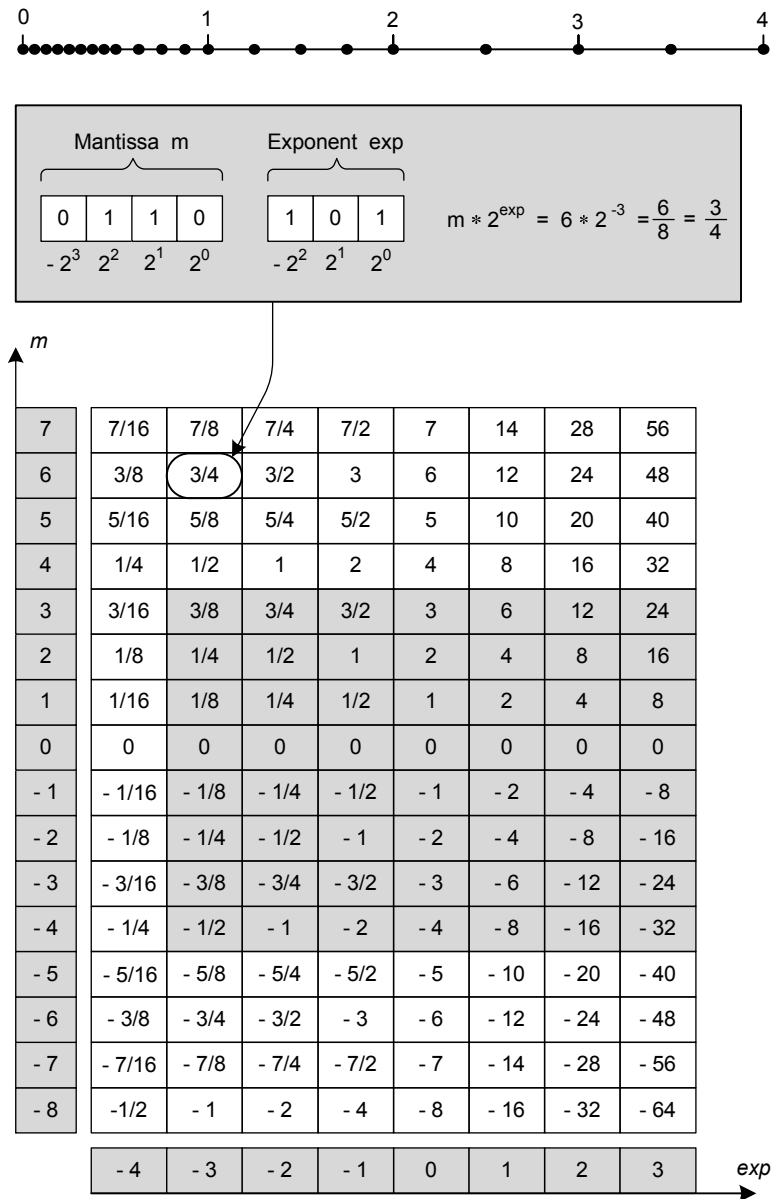 0 1 2 3 4
Mantissa m Exponent exp
0 1 1 0 1 0 1 m * 2^exp = 6 * 2^-3 = 6/8 = 3/4
- 2^3 2^2 2^1 2^0 - 2^2 2^1 2^0
m
7 7/16 7/8 7/4 7/2 7 14 28 56
6 3/8 3/4 3/2 3 6 12 24 48
5 5/16 5/8 5/4 5/2 5 10 20 40
4 1/4 1/2 1 2 4 8 16 32
3 3/16 3/8 3/4 3/2 3 6 12 24
2 1/8 1/4 1/2 1 2 4 8 16
1 1/16 1/8 1/4 1/2 1 2 4 8
0 0 0 0 0 0 0 0 0
- 1 - 1/16 - 1/8 - 1/4 - 1/2 - 1 - 2 - 4 - 8
- 2 - 1/8 - 1/4 - 1/2 - 1 - 2 - 4 - 8 - 16
- 3 - 3/16 - 3/8 - 3/4 - 3/2 - 3 - 6 - 12 - 24
- 4 - 1/4 - 1/2 - 1 - 2 - 4 - 8 - 16 - 32
- 5 - 5/16 - 5/8 - 5/4 - 5/2 - 5 - 10 - 20 - 40
- 6 - 3/8 - 3/4 - 3/2 - 3 - 6 - 12 - 24 - 48
- 7 - 7/16 - 7/8 - 7/4 - 7/2 - 7 - 14 - 28 - 56
- 8 -1/2 - 1 - 2 - 4 - 8 - 16 - 32 - 64
- 4 - 3 - 2 - 1 0 1 2 3 exp